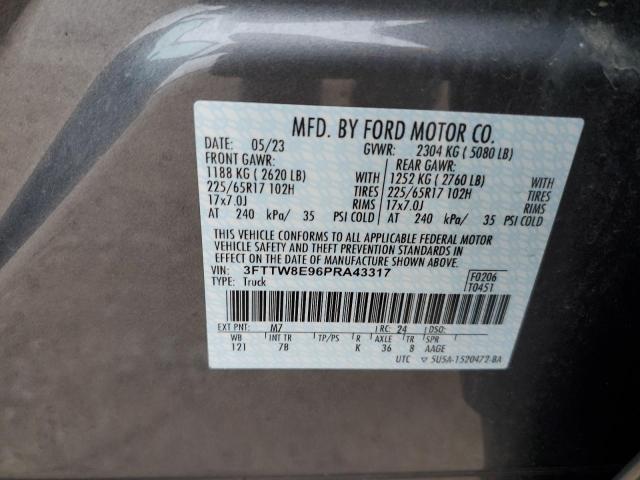 MFD. BY FORD MOTOR CO.
DATE: 05/23 GVWR: 2304 KG ( 5080 LB)
FRONT GAWR: REAR GAWR:
1188 KG ( 2620 LB) WITH 1252 KG ( 2760 LB) WITH
225/65R17 102H TIRES 225/65R17 102H TIRES
17x7.0J RIMS 17x7.0J RIMS
AT 240 kPa/ 35 PSI COLD AT 240 kPa/ 35 PSI COLD
THIS VEHICLE CONFORMS TO ALL APPLICABLE FEDERAL MOTOR
VEHICLE SAFETY AND THEFT PREVENTION STANDARDS IN
EFFECT ON THE DATE OF MANUFACTURE SHOWN ABOVE.
VIN: 3FTTW8E96PRA43317 F0206
TYPE: Truck T0451
EXT PNT: M7 RC: 24 DSO:
WB INT TR TP/PS R AXLE TR SPR
121 7B K 36 8 AAGE
UTC 5U5A-1520472-BA